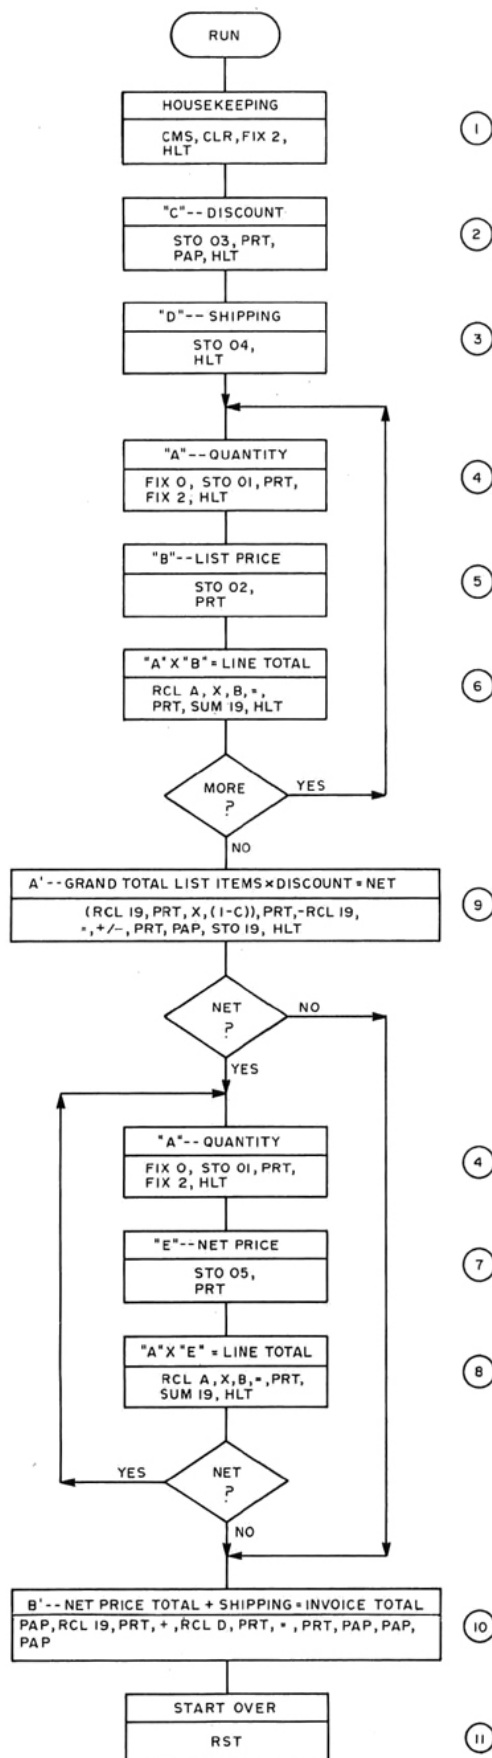 RUN
HOUSEKEEPING
1
CMS, CLR, FIX 2,
HLT
"C"-- DISCOUNT
2
STO 03, PRT,
PAP, HLT
"D"-- SHIPPING
3
STO 04,
HLT
"A"-- QUANTITY
4
FIX 0, STO 01, PRT,
FIX 2, HLT
"B"--LIST PRICE
5
STO 02,
PRT
"A" X "B" = LINE TOTAL
6
RCL A, X, B, =,
PRT, SUM 19, HLT
MORE
?
YES
NO
A'--GRAND TOTAL LIST ITEMS × DISCOUNT = NET
9
(RCL 19, PRT, X, (1-C)), PRT, -RCL 19,
=, +/-, PRT, PAP, STO 19, HLT
NET
?
NO
YES
"A"-- QUANTITY
4
FIX 0, STO 01, PRT,
FIX 2, HLT
"E"--NET PRICE
7
STO 05,
PRT
"A" X "E" = LINE TOTAL
8
RCL A, X, B, =, PRT,
SUM 19, HLT
NET
?
YES
NO
B'--NET PRICE TOTAL + SHIPPING = INVOICE TOTAL
10
PAP, RCL 19, PRT, +, RCL D, PRT, =, PRT, PAP, PAP,
PAP
START OVER
RST
11